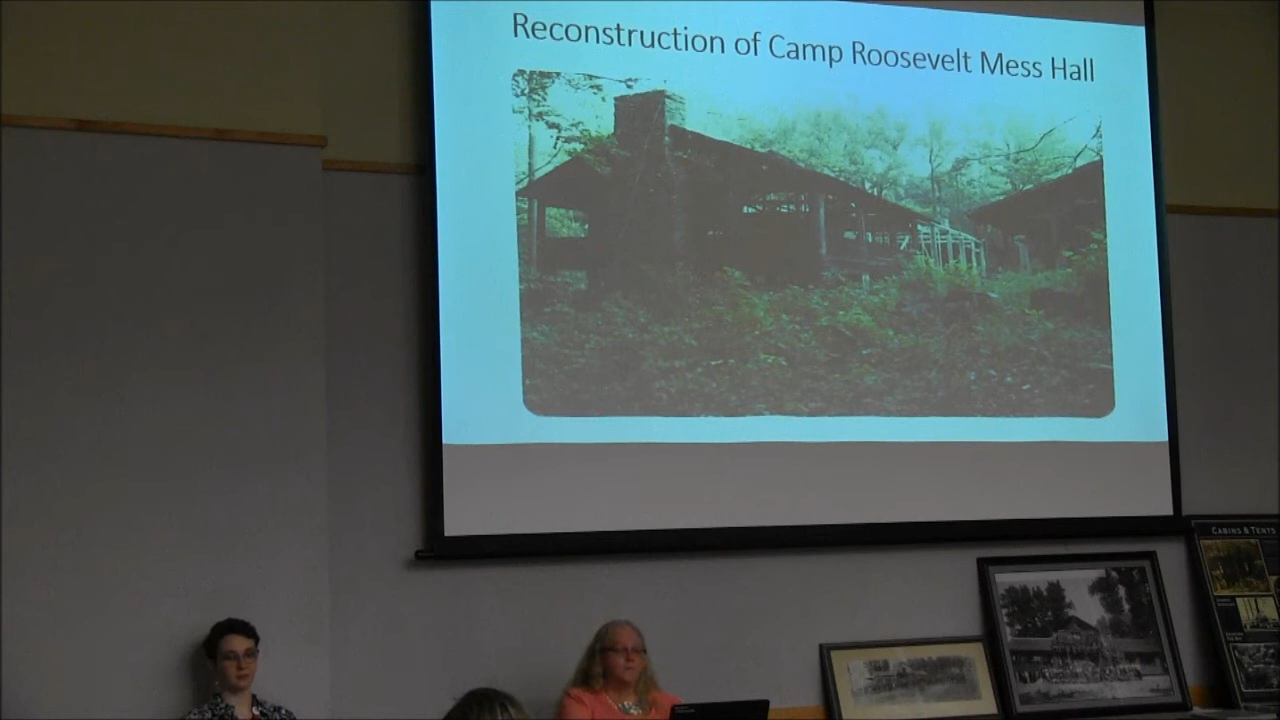 Reconstruction of Camp Roosevelt Mess Hall
CABINS & TENTS